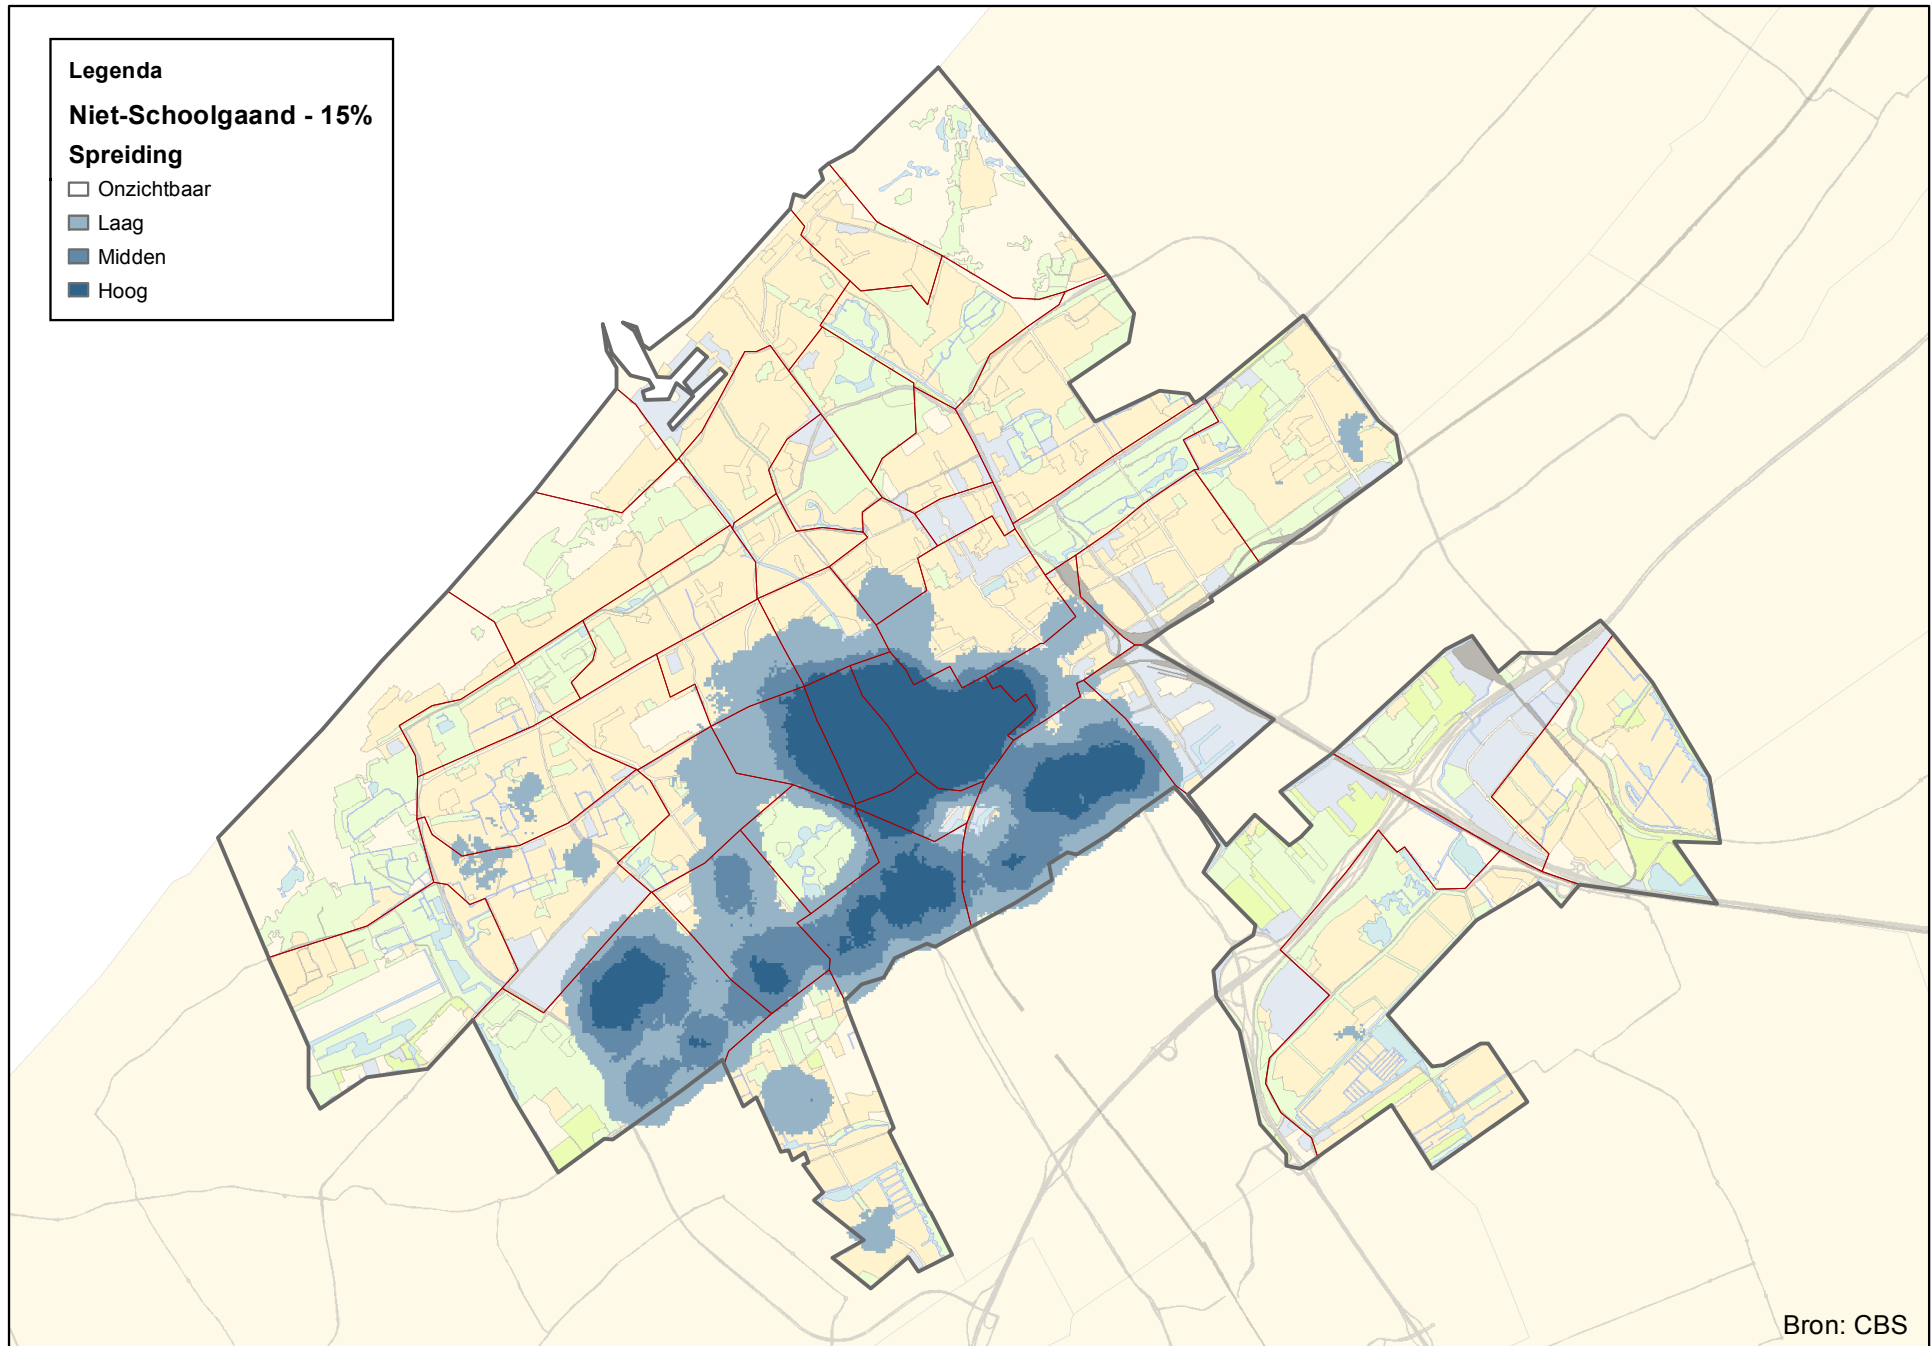 Legenda
Niet-Schoolgaand - 15%
Spreiding
Onzichtbaar
Laag
Midden
Hoog
Bron: CBS